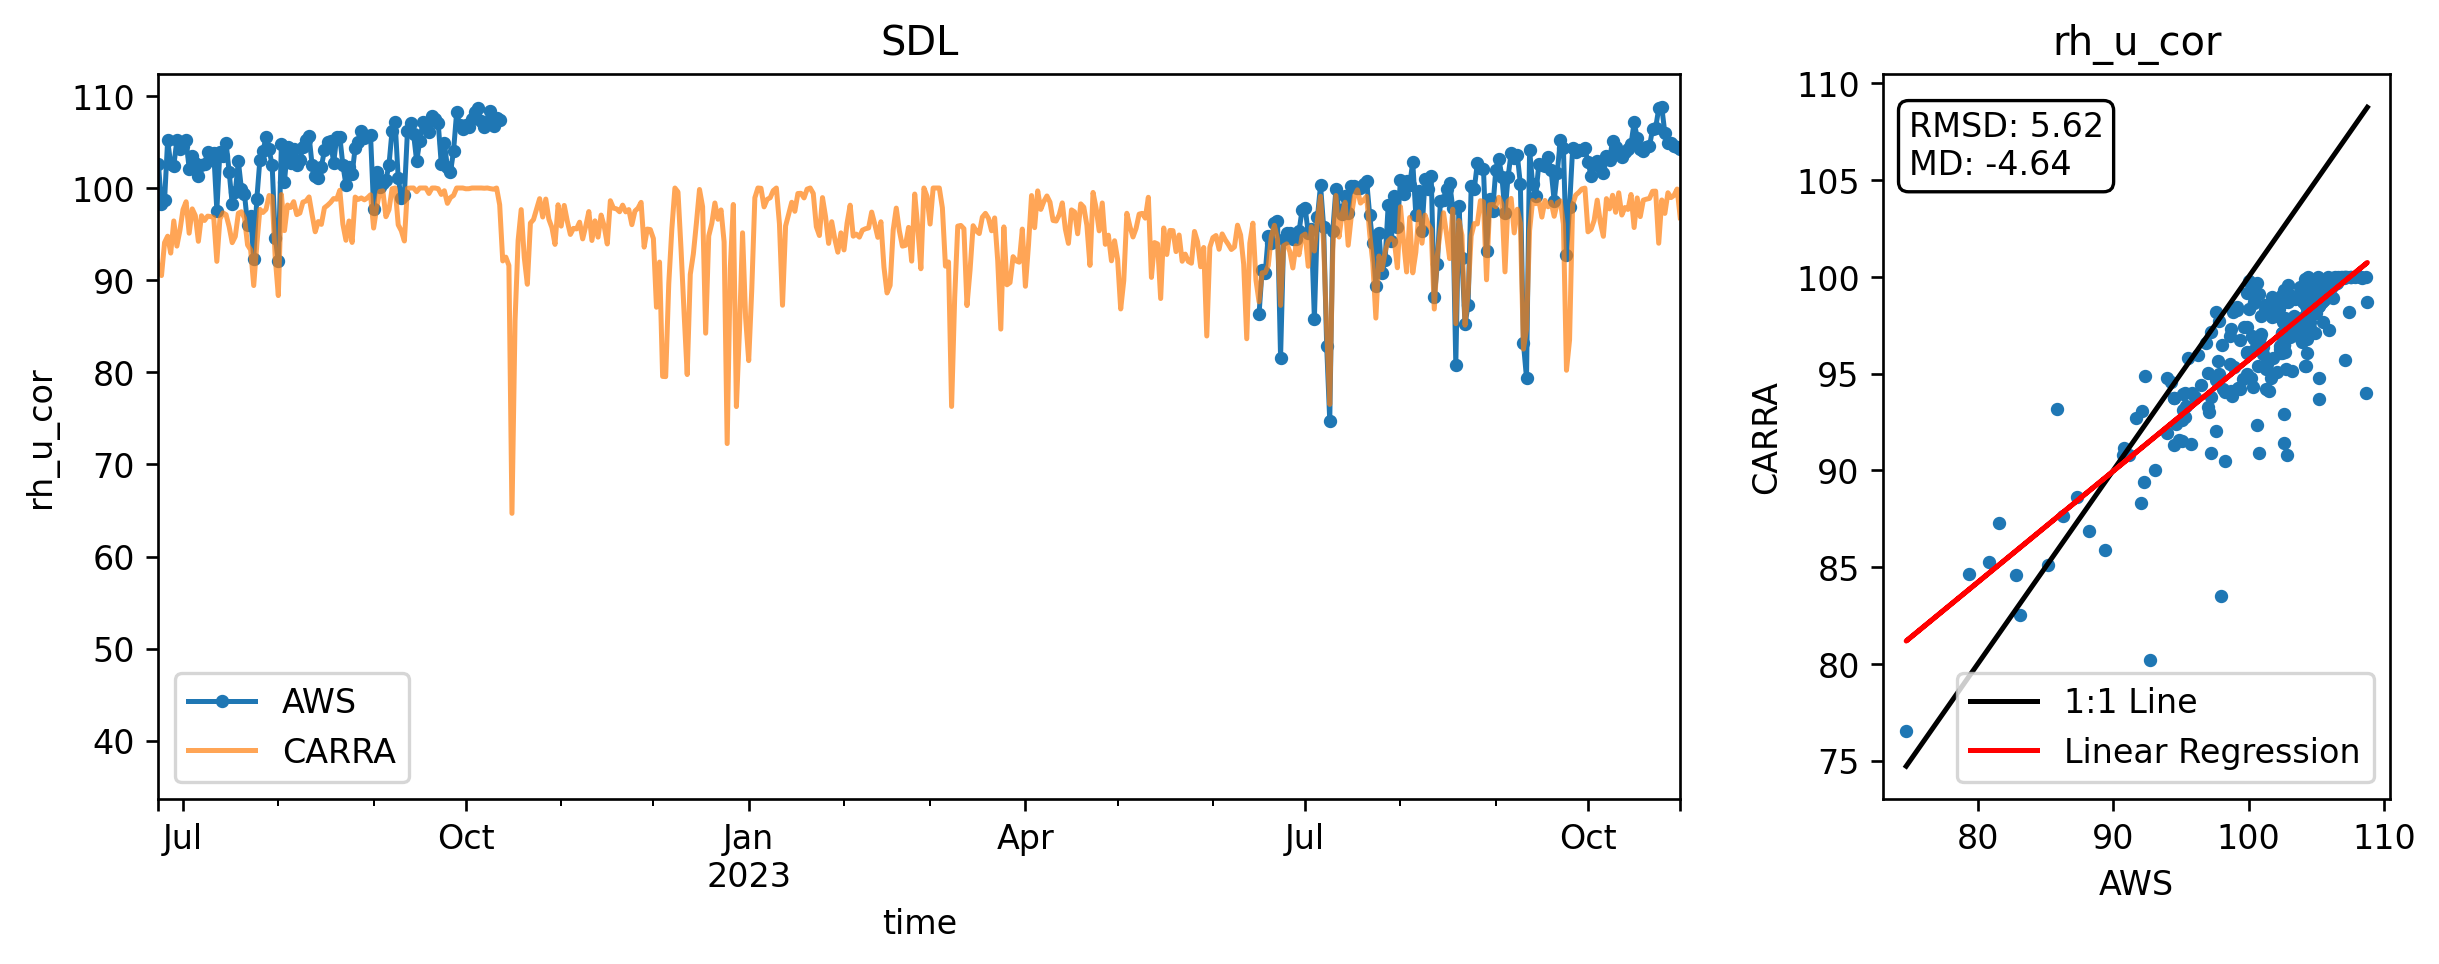 SDL
110
100
90
80
70
60
50
40
rh_u_cor
AWS
CARRA
Jul
Oct
Jan
2023
Apr
Jul
Oct
time
rh_u_cor
RMSD: 5.62
MD: -4.64
110
105
100
95
90
85
80
75
CARRA
1:1 Line
Linear Regression
80
90
100
110
AWS